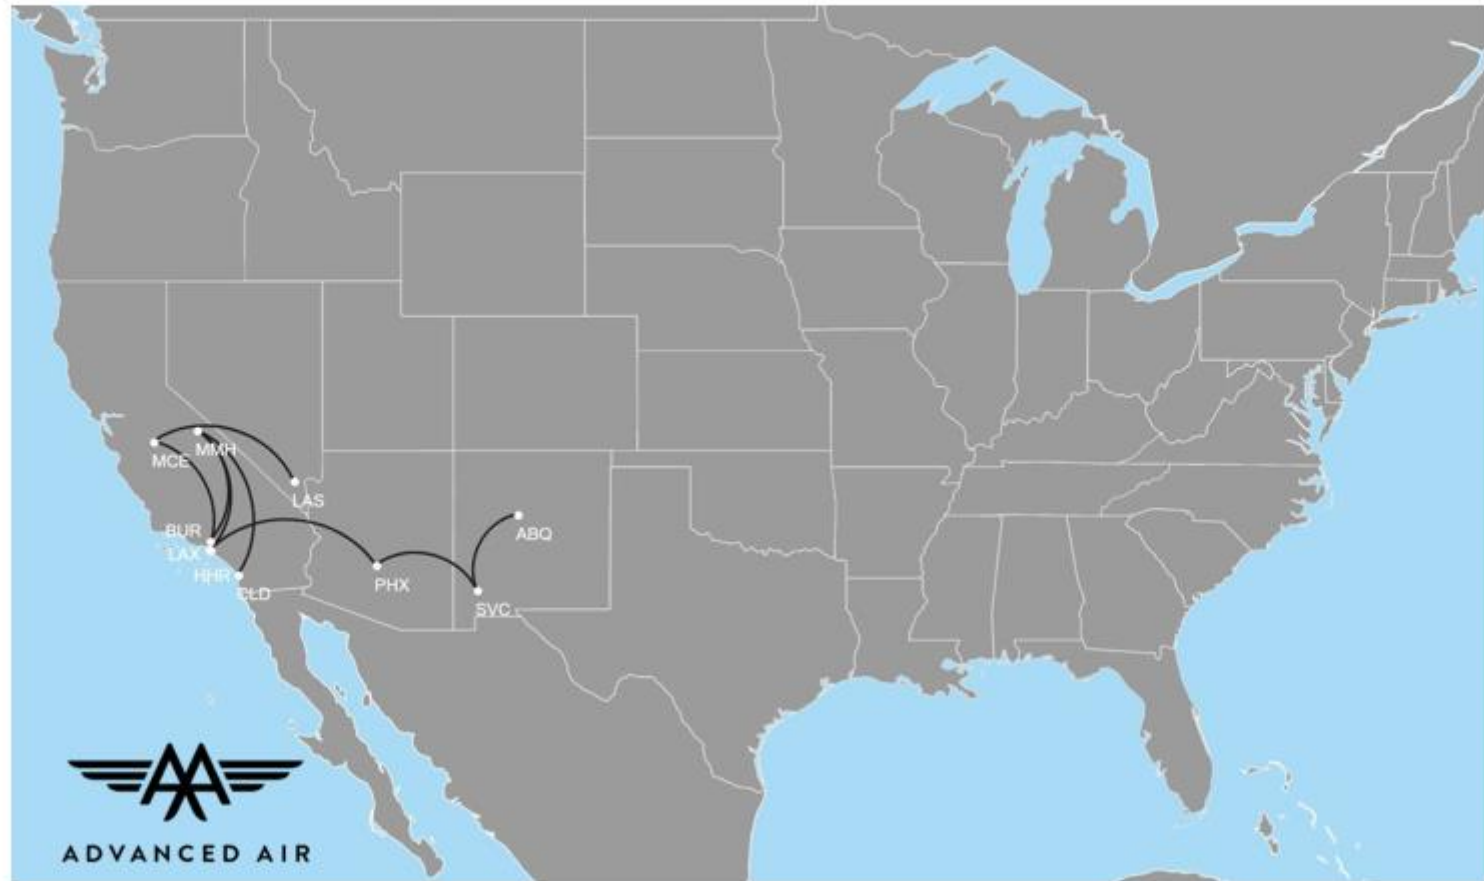 MMH
MCE
LAS
BUR
ABQ
LAX
HHR
PHX
CLD
SVC
ADVANCED AIR